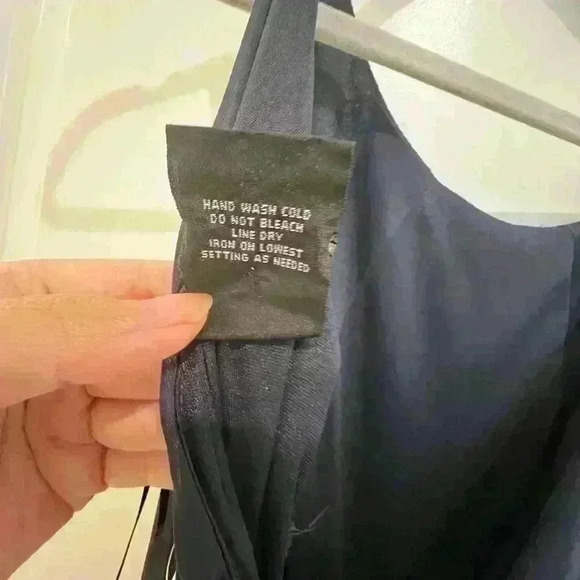 HAND WASH COLD
DO NOT BLEACH
LINE DRY
IRON ON LOWEST
SETTING AS NEEDED